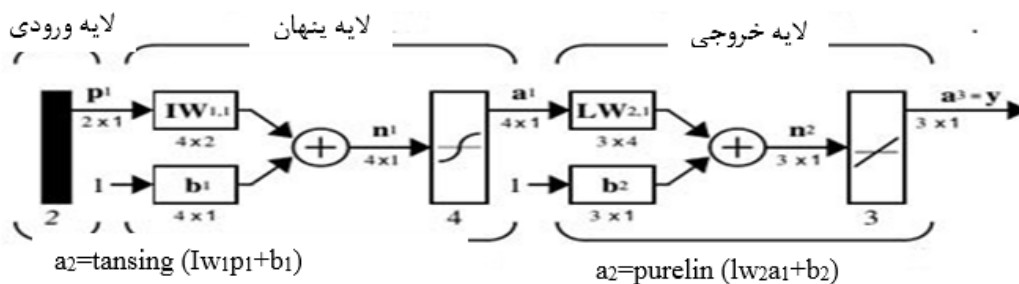 لایه ورودی
لایه پنهان
لایه خروجی
p1
2 x 1
IW1,1
4 x 2
n1
4 x 1
a1
4 x 1
LW2,1
3 x 4
n2
3 x 1
a3 = y
3 x 1
1
b1
4 x 1
1
b2
3 x 1
2
4
3
a2=tansing (Iw1p1+b1)
a2=purelin (lw2a1+b2)